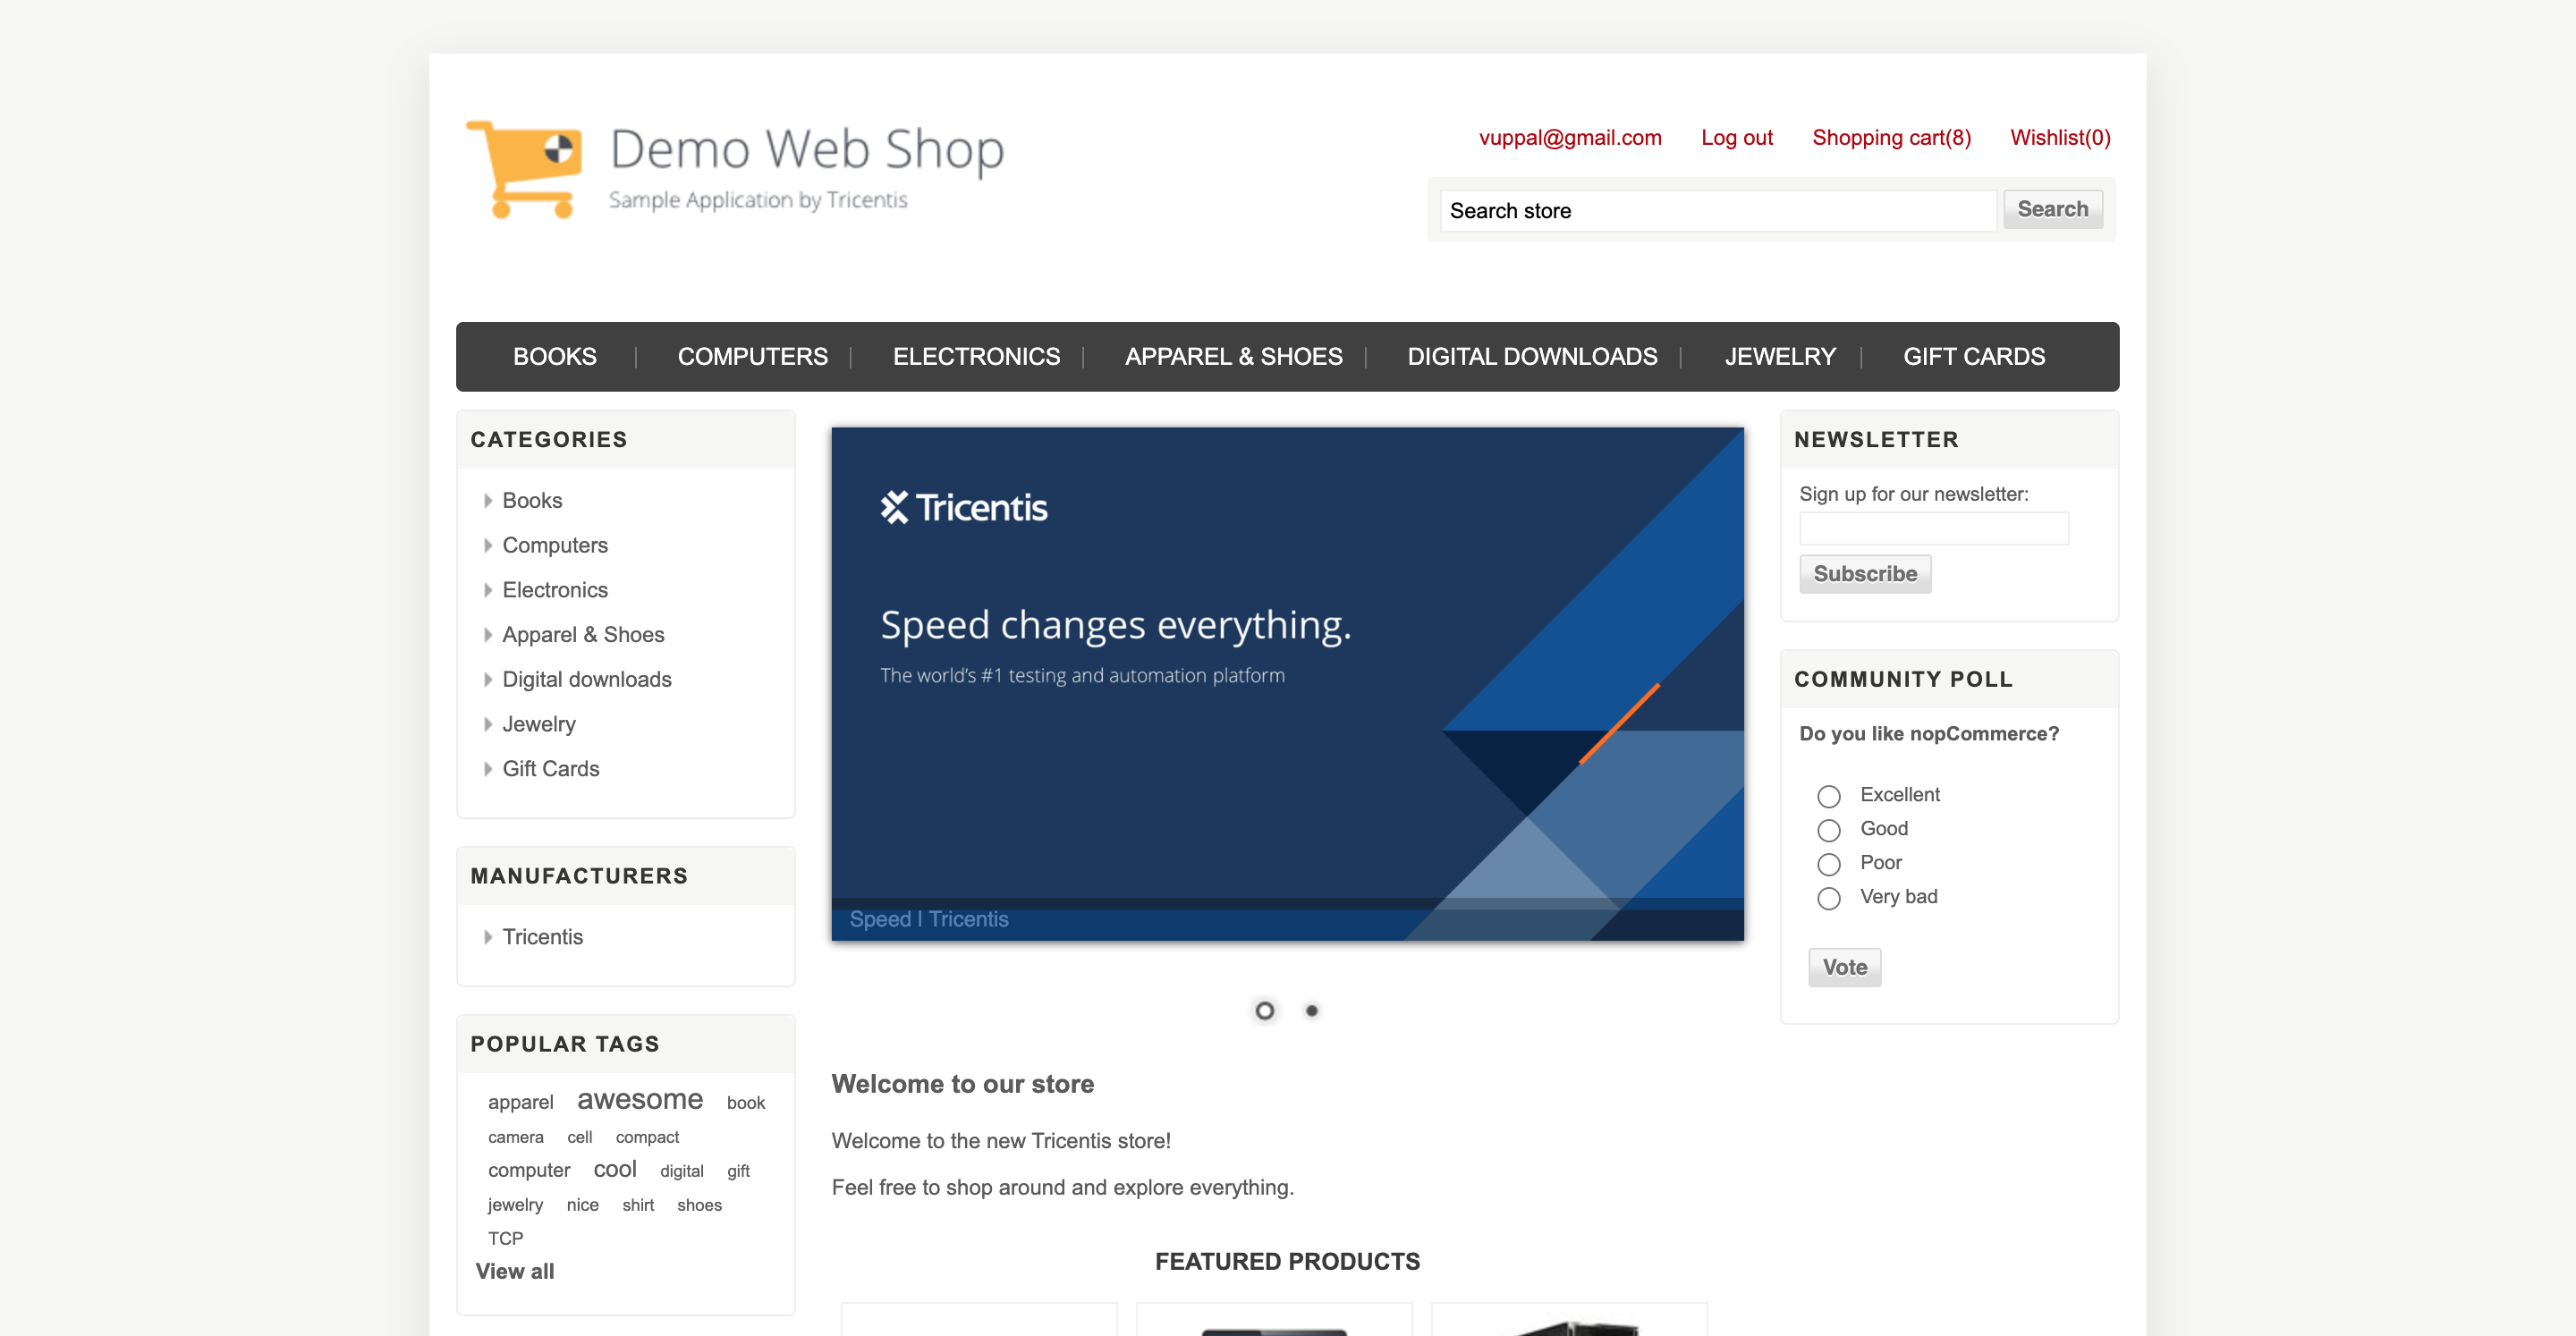 Demo Web Shop
Sample Application by Tricentis
vuppal@gmail.com Log out Shopping cart(8) Wishlist(0)
Search store Search
BOOKS COMPUTERS ELECTRONICS APPAREL & SHOES DIGITAL DOWNLOADS JEWELRY GIFT CARDS
CATEGORIES
Books
Computers
Electronics
Apparel & Shoes
Digital downloads
Jewelry
Gift Cards
MANUFACTURERS
Tricentis
POPULAR TAGS
apparel awesome book
camera cell compact
computer cool digital gift
jewelry nice shirt shoes
TCP
View all
Tricentis
Speed changes everything.
The world's #1 testing and automation platform
Speed I Tricentis
Welcome to our store
Welcome to the new Tricentis store!
Feel free to shop around and explore everything.
FEATURED PRODUCTS
NEWSLETTER
Sign up for our newsletter:
Subscribe
COMMUNITY POLL
Do you like nopCommerce?
Excellent
Good
Poor
Very bad
Vote